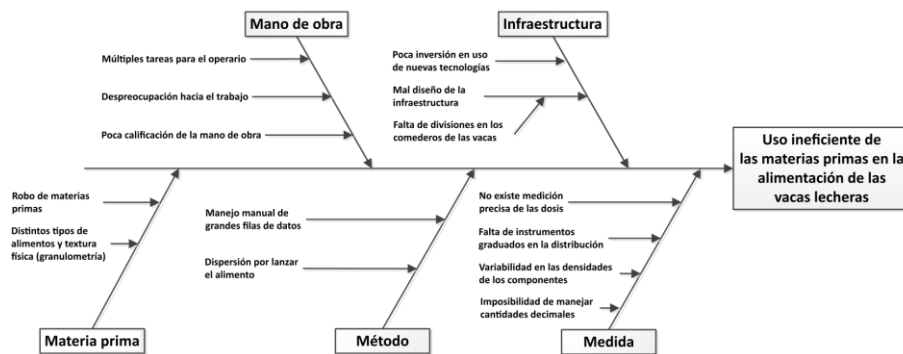 Mano de obra
Infraestructura
Múltiples tareas para el operario
Despreocupación hacia el trabajo
Poca calificación de la mano de obra
Poca inversión en uso
de nuevas tecnologías
Mal diseño de la
infraestructura
Falta de divisiones en los
comederos de las vacas
Uso ineficiente de
las materias primas en la
alimentación de las
vacas lecheras
Robo de materias
primas
Distintos tipos de
alimentos y textura
física (granulometría)
Manejo manual de
grandes filas de datos
Dispersión por lanzar
el alimento
No existe medición
precisa de las dosis
Falta de instrumentos
graduados en la distribución
Variabilidad en las densidades
de los componentes
Imposibilidad de manejar
cantidades decimales
Materia prima
Método
Medida